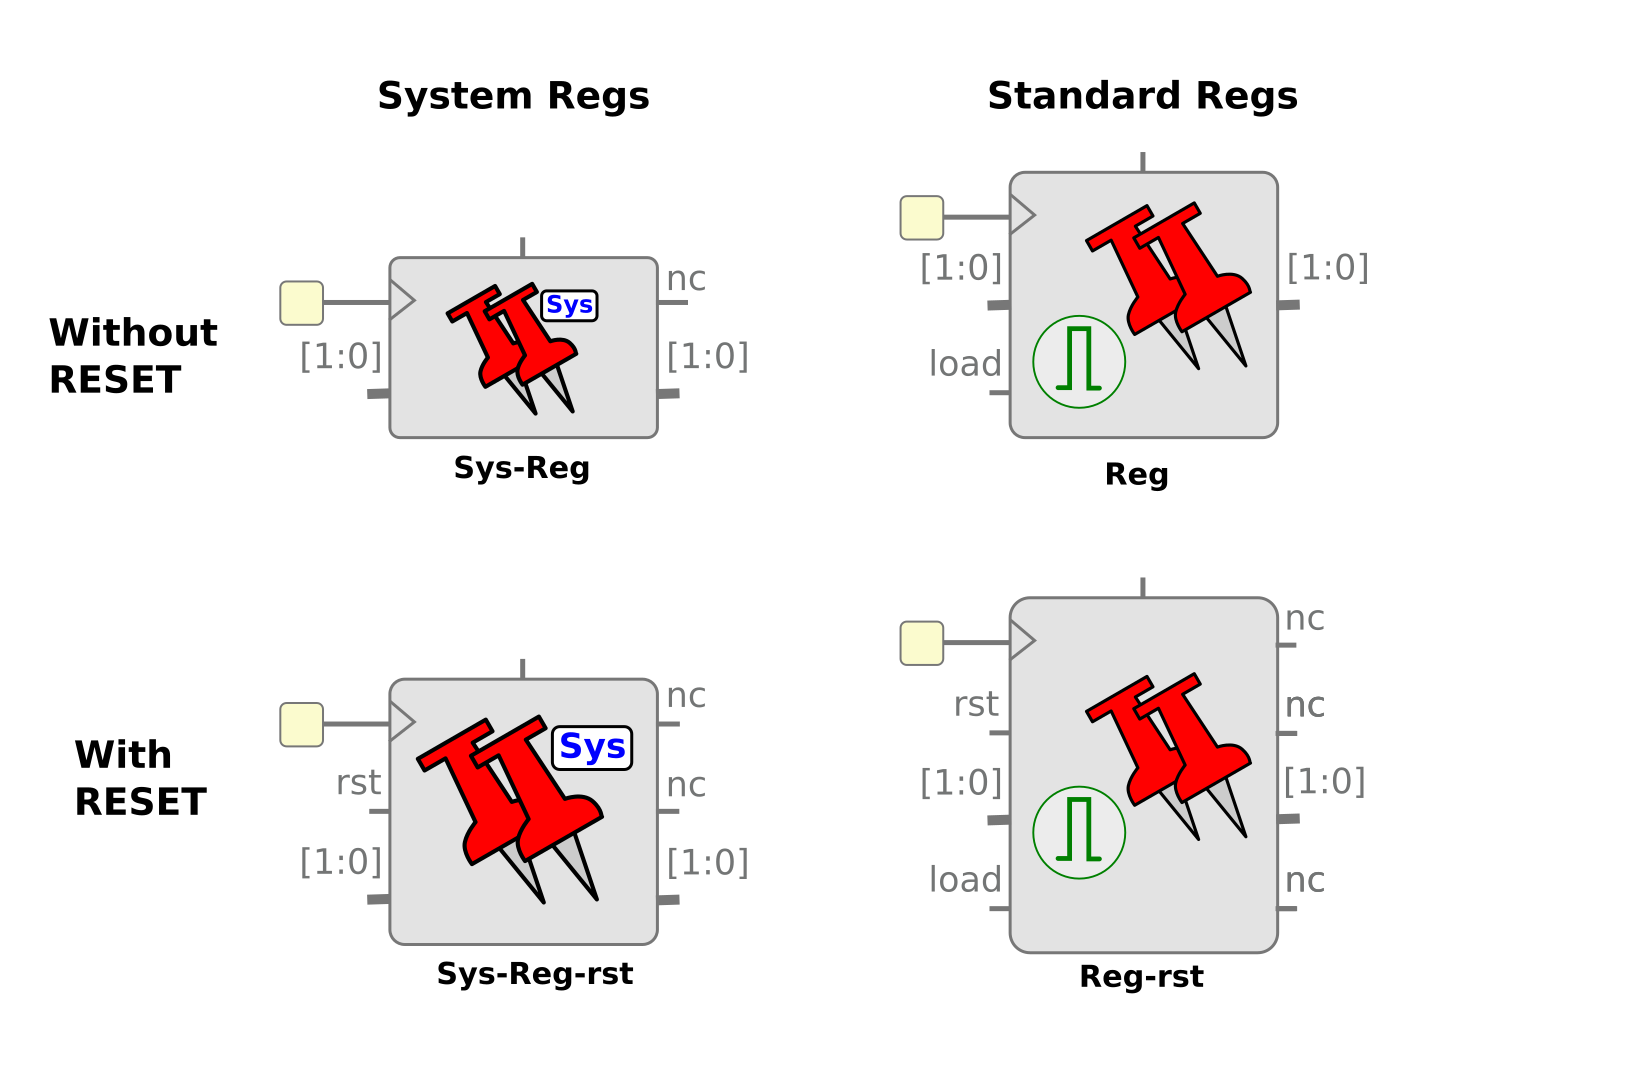 System Regs
Standard Regs
Without
RESET
nc
Sys
[1:0]
[1:0]
Sys-Reg
[1:0]
[1:0]
load
Reg
With
RESET
nc
Sys
rst
nc
[1:0]
[1:0]
Sys-Reg-rst
nc
rst
nc
[1:0]
[1:0]
load
nc
Reg-rst